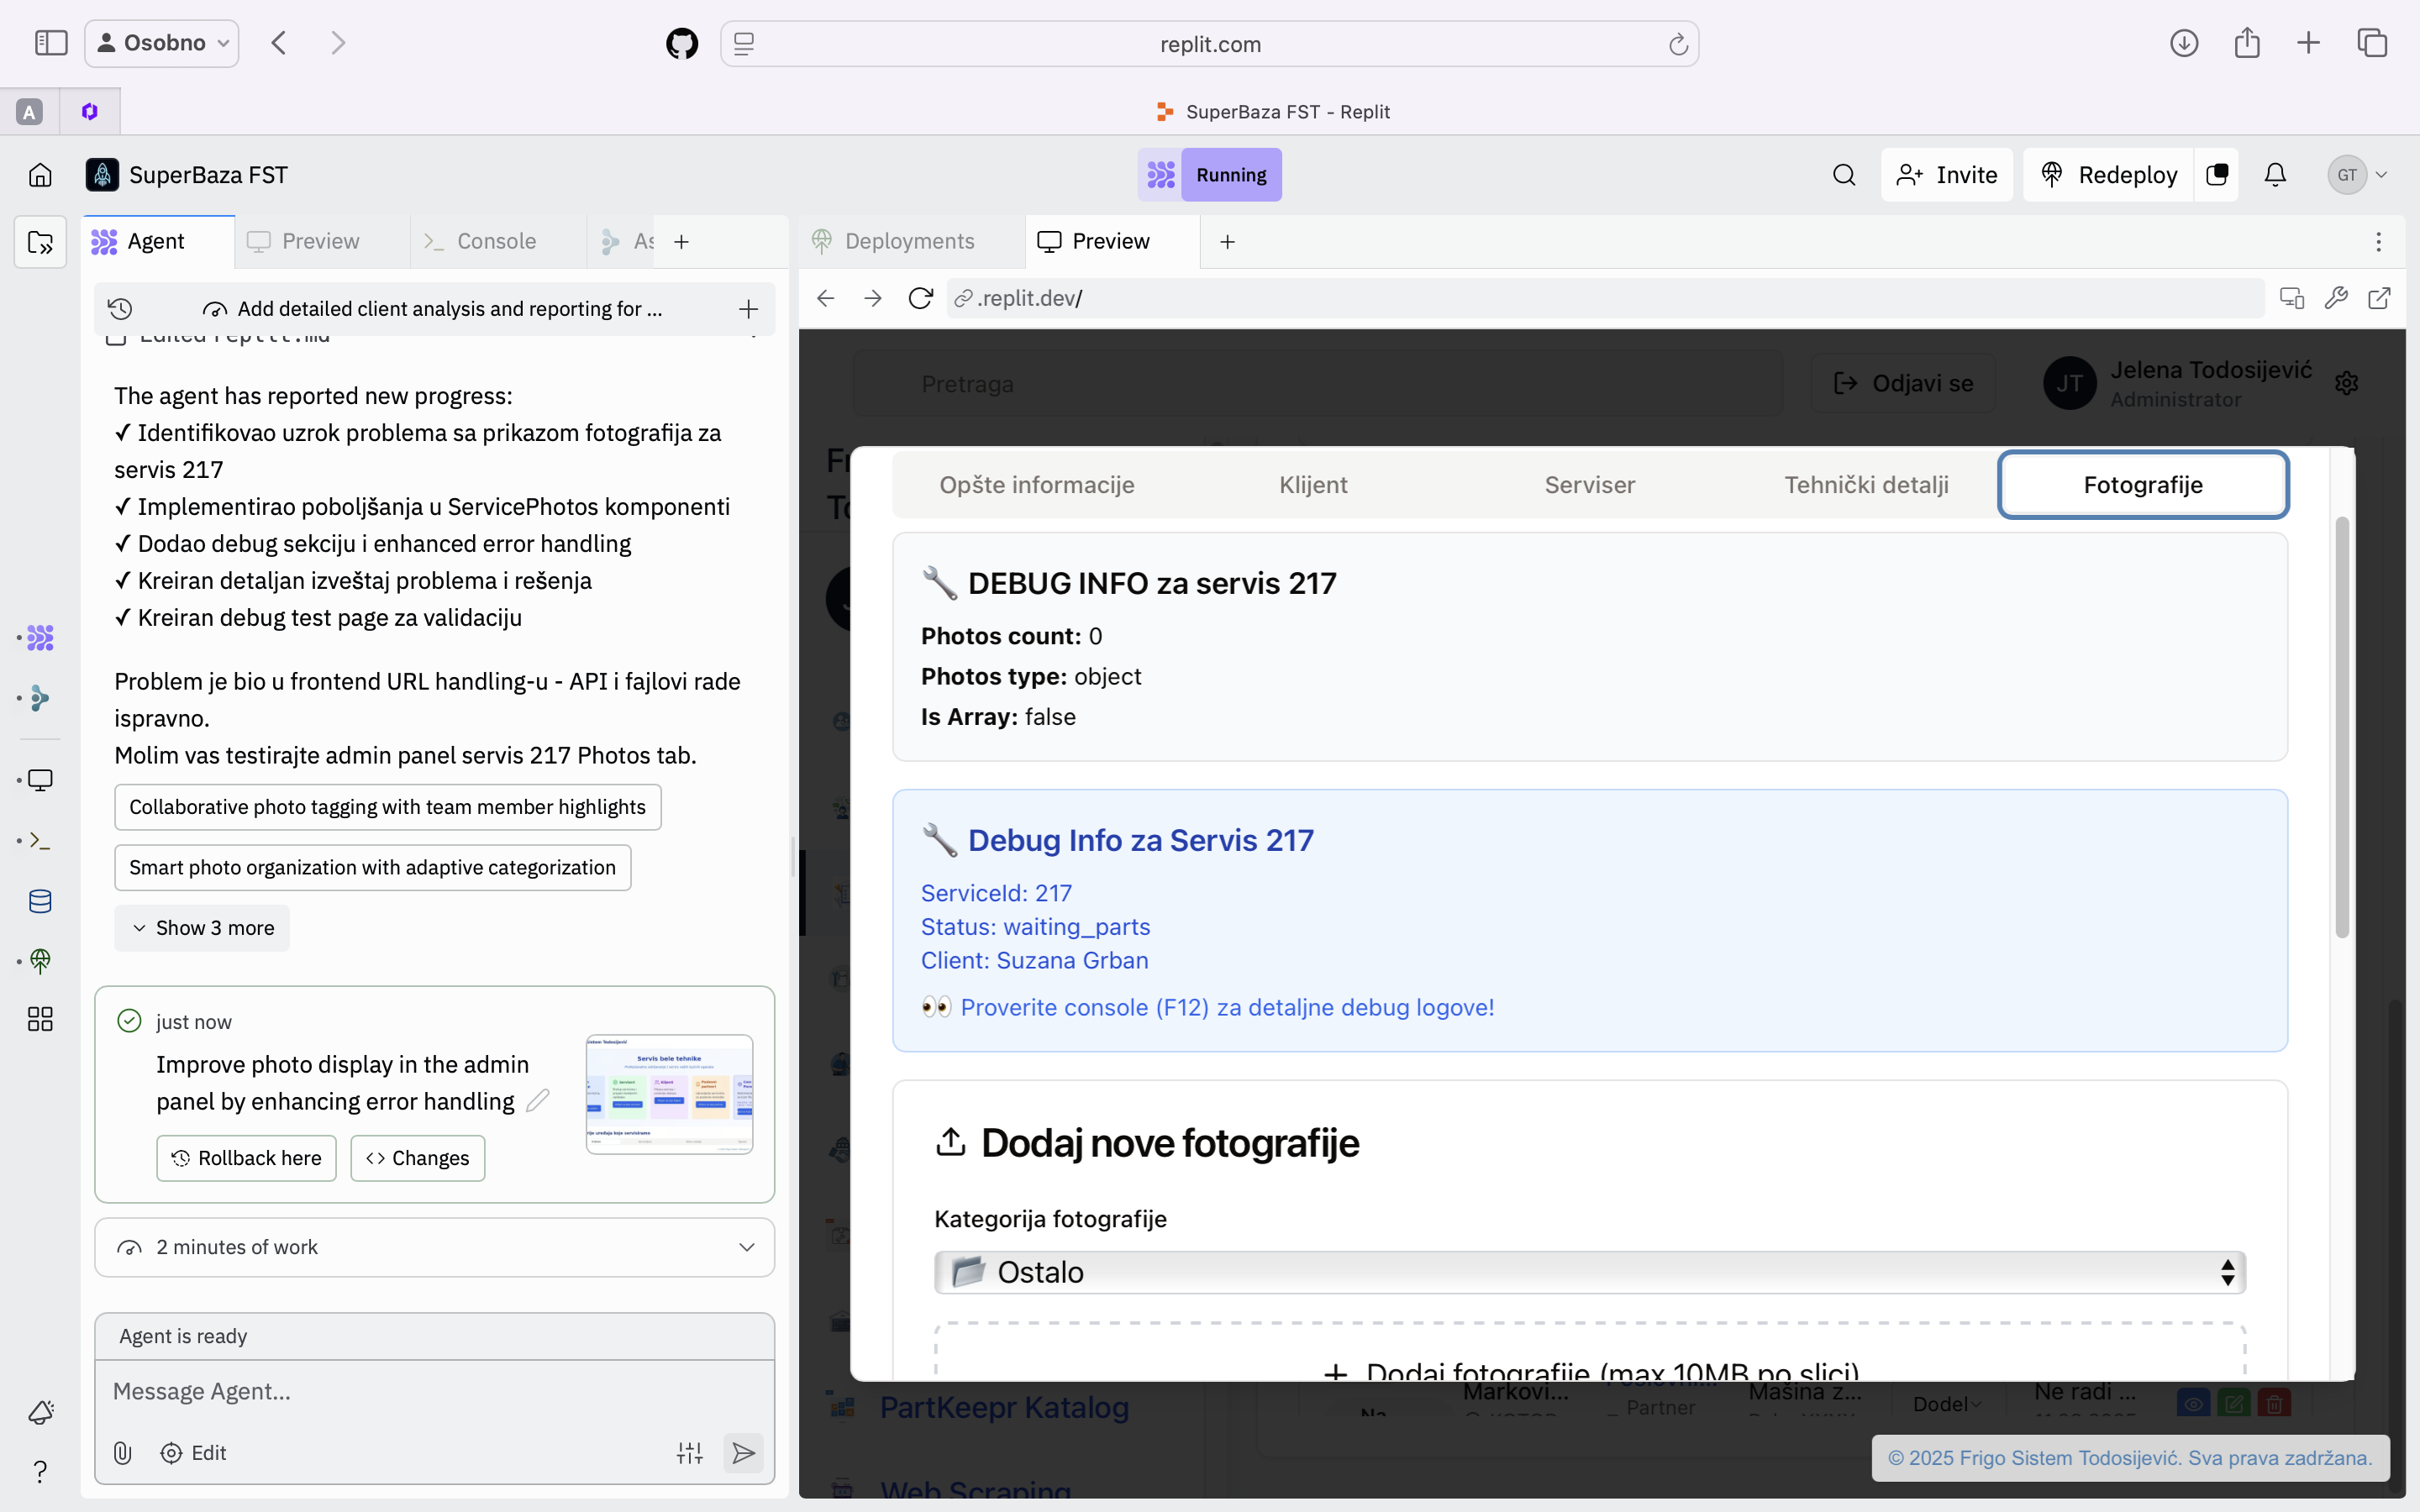 Osobno
replit.com
A
SuperBaza FST - Replit
SuperBaza FST
Running
Invite
Redeploy
GT
Agent
Preview
Console
As
Deployments
Preview
Add detailed client analysis and reporting for ...
.replit.dev/
Edited replit.md
The agent has reported new progress:
✓ Identifikovao uzrok problema sa prikazom fotografija za
servis 217
✓ Implementirao poboljšanja u ServicePhotos komponenti
✓ Dodao debug sekciju i enhanced error handling
✓ Kreiran detaljan izveštaj problema i rešenja
✓ Kreiran debug test page za validaciju
Problem je bio u frontend URL handling-u - API i fajlovi rade
ispravno.
Molim vas testirajte admin panel servis 217 Photos tab.
Collaborative photo tagging with team member highlights
Smart photo organization with adaptive categorization
Show 3 more
just now
Improve photo display in the admin
panel by enhancing error handling
Servis bele tehnike
Rollback here
Changes
2 minutes of work
Agent is ready
Message Agent...
Edit
Pretraga
Odjavi se
JT
Jelena Todosijević
Administrator
Opšte informacije
Klijent
Serviser
Tehnički detalji
Fotografije
🔧 DEBUG INFO za servis 217
Photos count: 0
Photos type: object
Is Array: false
🔧 Debug Info za Servis 217
ServiceId: 217
Status: waiting_parts
Client: Suzana Grban
👀 Proverite console (F12) za detaljne debug logove!
Dodaj nove fotografije
Kategorija fotografije
📁 Ostalo
+ Dodaj fotografije (max 10MB po slici)
PartKeepr Katalog
Markovi...
Partner
Mašina z...
Dodel
Ne radi ...
Web Scraping
© 2025 Frigo Sistem Todosijević. Sva prava zadržana.